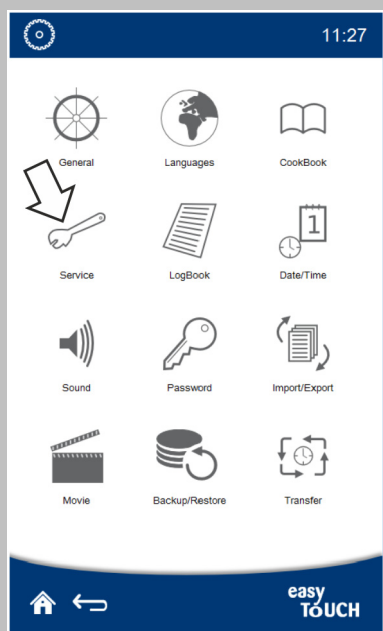 11:27
General Languages CookBook
1
Service LogBook Date/Time
Sound Password Import/Export
Movie Backup/Restore Transfer
easy
TOUCH